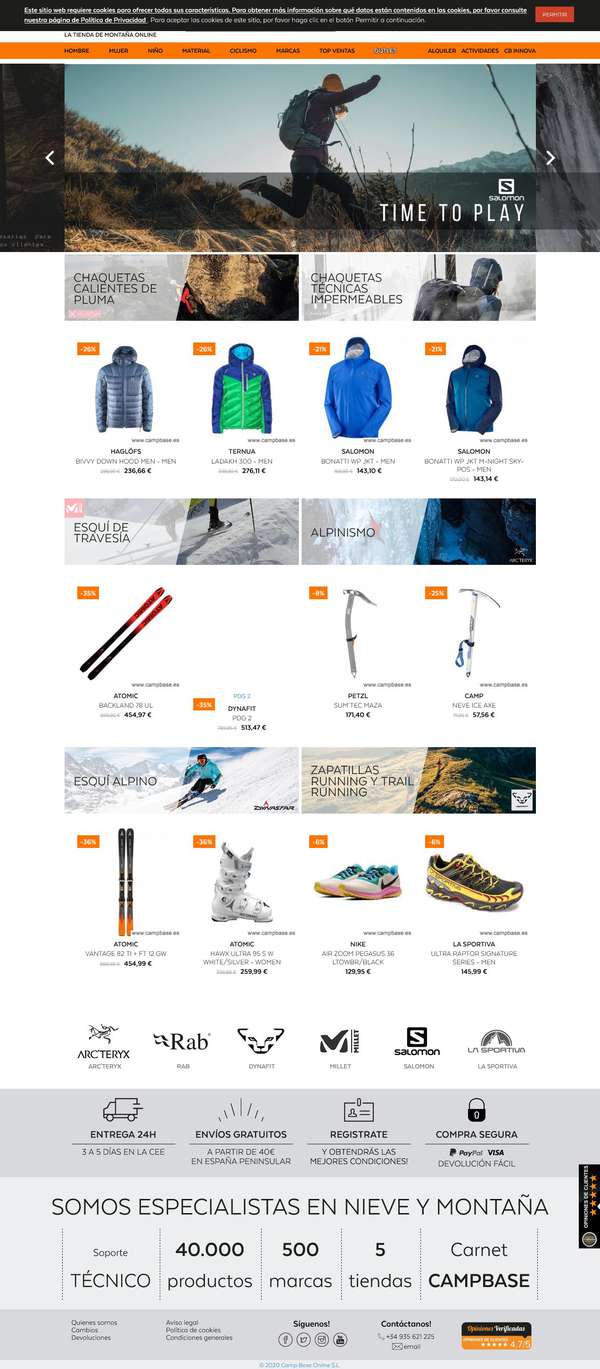 Este sitio web requiere cookies para ofrecer todas sus características. Para obtener más información sobre qué datos están contenidos en las cookies, por favor consulte
nuestra página de Política de Privacidad . Para aceptar las cookies de este sitio, por favor haga clic en el botón Permitir a continuación.
PERMITIR
LA TIENDA DE MONTAÑA ONLINE
HOMBRE MUJER NIÑO MATERIAL CICLISMO MARCAS TOP VENTAS OUTLET ALQUILER ACTIVIDADES CB INNOVA
SALOMON
TIME TO PLAY
CHAQUETAS
CALIENTES DE
PLUMA
CHAQUETAS
TÉCNICAS
IMPERMEABLES
-26% -26% -21% -21%
www.campbase.es www.campbase.es www.campbase.es www.campbase.es
HAGLÖFS
BIVVY DOWN HOOD MEN - MEN
236,66 €
TERNUA
LADAKH 300 - MEN
276,11 €
SALOMON
BONATTI WP JKT - MEN
143,10 €
SALOMON
BONATTI WP JKT M-NIGHT SKY-
POS - MEN
143,14 €
ESQUÍ DE
TRAVESÍA
ALPINISMO
ARC'TERYX
-35% -9% -25%
www.campbase.es www.campbase.es www.campbase.es
ATOMIC
BACKLAND 78 UL
454,97 €
PDG 2
-35%
DYNAFIT
PDG 2
513,47 €
PETZL
SUM'TEC MAZA
171,40 €
CAMP
NEVE ICE AXE
57,56 €
ESQUÍ ALPINO
DYNASTAR
ZAPATILLAS
RUNNING Y TRAIL
RUNNING
-36% -36% -6% -6%
www.campbase.es www.campbase.es www.campbase.es www.campbase.es
ATOMIC
VANTAGE 82 TI + FT 12 GW
454,99 €
ATOMIC
HAWX ULTRA 95 S W
WHITE/SILVER - WOMEN
259,99 €
NIKE
AIR ZOOM PEGASUS 36
LTOWBR/BLACK
129,95 €
LA SPORTIVA
ULTRA RAPTOR SIGNATURE
SERIES - MEN
145,99 €
ARC'TERYX Rab DYNAFIT MILLET SALOMON LA SPORTIVA
ARC'TERYX RAB DYNAFIT MILLET SALOMON LA SPORTIVA
ENTREGA 24H
3 A 5 DÍAS EN LA CEE
ENVÍOS GRATUITOS
A PARTIR DE 40€
EN ESPAÑA PENINSULAR
REGISTRATE
Y OBTENDRÁS LAS
MEJORES CONDICIONES!
COMPRA SEGURA
PayPal VISA
DEVOLUCIÓN FÁCIL
OPINIONES DE CLIENTES
SOMOS ESPECIALISTAS EN NIEVE Y MONTAÑA
Soporte
TÉCNICO
40.000
productos
500
marcas
5
tiendas
Carnet
CAMPBASE
Quienes somos
Cambios
Devoluciones
Aviso legal
Política de cookies
Condiciones generales
Síguenos!
Contáctanos!
+34 935 621 225
email
Opiniones Verificadas
OPINIONES DE CLIENTES
4.7/5
© 2020 Camp Base Online S.L.